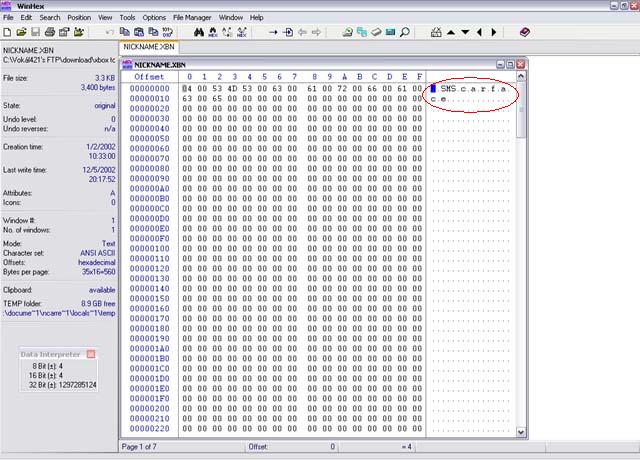 WinHex
File Edit Search Position View Tools Options File Manager Window Help
NICKNAME.XBN
C:\Vokal421's FTP\download\xbox tc
File size: 3.3 KB
3,400 bytes
State: original
Undo level: 0
Undo reverses: n/a
Creation time: 1/2/2002
10:33:00
Last write time: 12/5/2002
20:17:52
Attributes: A
Icons: 0
Window #: 1
No. of windows: 1
Mode: Text
Character set: ANSI ASCII
Offsets: hexadecimal
Bytes per page: 35x16=560
Clipboard: available
TEMP folder: 8.9 GB free
:\docume~1\ncarre~1\locals~1\temp
Data Interpreter
8 Bit (±): 4
16 Bit (±): 4
32 Bit (±): 1297285124
NICKNAME.XBN
NICKNAME.XBN
Offset 0 1 2 3 4 5 6 7 8 9 A B C D E F
00000000 04 00 53 4D 53 00 63 00 61 00 72 00 66 00 61 00 .SMS.c.a.r.f.a.
00000010 63 00 65 00 00 00 00 00 00 00 00 00 00 00 00 00 c.e.............
00000020 00 00 00 00 00 00 00 00 00 00 00 00 00 00 00 00 ................
00000030 00 00 00 00 00 00 00 00 00 00 00 00 00 00 00 00 ................
00000040 00 00 00 00 00 00 00 00 00 00 00 00 00 00 00 00 ................
00000050 00 00 00 00 00 00 00 00 00 00 00 00 00 00 00 00 ................
00000060 00 00 00 00 00 00 00 00 00 00 00 00 00 00 00 00 ................
00000070 00 00 00 00 00 00 00 00 00 00 00 00 00 00 00 00 ................
00000080 00 00 00 00 00 00 00 00 00 00 00 00 00 00 00 00 ................
00000090 00 00 00 00 00 00 00 00 00 00 00 00 00 00 00 00 ................
000000A0 00 00 00 00 00 00 00 00 00 00 00 00 00 00 00 00 ................
000000B0 00 00 00 00 00 00 00 00 00 00 00 00 00 00 00 00 ................
000000C0 00 00 00 00 00 00 00 00 00 00 00 00 00 00 00 00 ................
000000D0 00 00 00 00 00 00 00 00 00 00 00 00 00 00 00 00 ................
000000E0 00 00 00 00 00 00 00 00 00 00 00 00 00 00 00 00 ................
000000F0 00 00 00 00 00 00 00 00 00 00 00 00 00 00 00 00 ................
00000100 00 00 00 00 00 00 00 00 00 00 00 00 00 00 00 00 ................
00000110 00 00 00 00 00 00 00 00 00 00 00 00 00 00 00 00 ................
00000120 00 00 00 00 00 00 00 00 00 00 00 00 00 00 00 00 ................
00000130 00 00 00 00 00 00 00 00 00 00 00 00 00 00 00 00 ................
00000140 00 00 00 00 00 00 00 00 00 00 00 00 00 00 00 00 ................
00000150 00 00 00 00 00 00 00 00 00 00 00 00 00 00 00 00 ................
00000160 00 00 00 00 00 00 00 00 00 00 00 00 00 00 00 00 ................
00000170 00 00 00 00 00 00 00 00 00 00 00 00 00 00 00 00 ................
00000180 00 00 00 00 00 00 00 00 00 00 00 00 00 00 00 00 ................
00000190 00 00 00 00 00 00 00 00 00 00 00 00 00 00 00 00 ................
000001A0 00 00 00 00 00 00 00 00 00 00 00 00 00 00 00 00 ................
000001B0 00 00 00 00 00 00 00 00 00 00 00 00 00 00 00 00 ................
000001C0 00 00 00 00 00 00 00 00 00 00 00 00 00 00 00 00 ................
000001D0 00 00 00 00 00 00 00 00 00 00 00 00 00 00 00 00 ................
000001E0 00 00 00 00 00 00 00 00 00 00 00 00 00 00 00 00 ................
000001F0 00 00 00 00 00 00 00 00 00 00 00 00 00 00 00 00 ................
00000200 00 00 00 00 00 00 00 00 00 00 00 00 00 00 00 00 ................
00000210 00 00 00 00 00 00 00 00 00 00 00 00 00 00 00 00 ................
00000220 00 00 00 00 00 00 00 00 00 00 00 00 00 00 00 00 ................
Page 1 of 7 Offset: 0 = 4